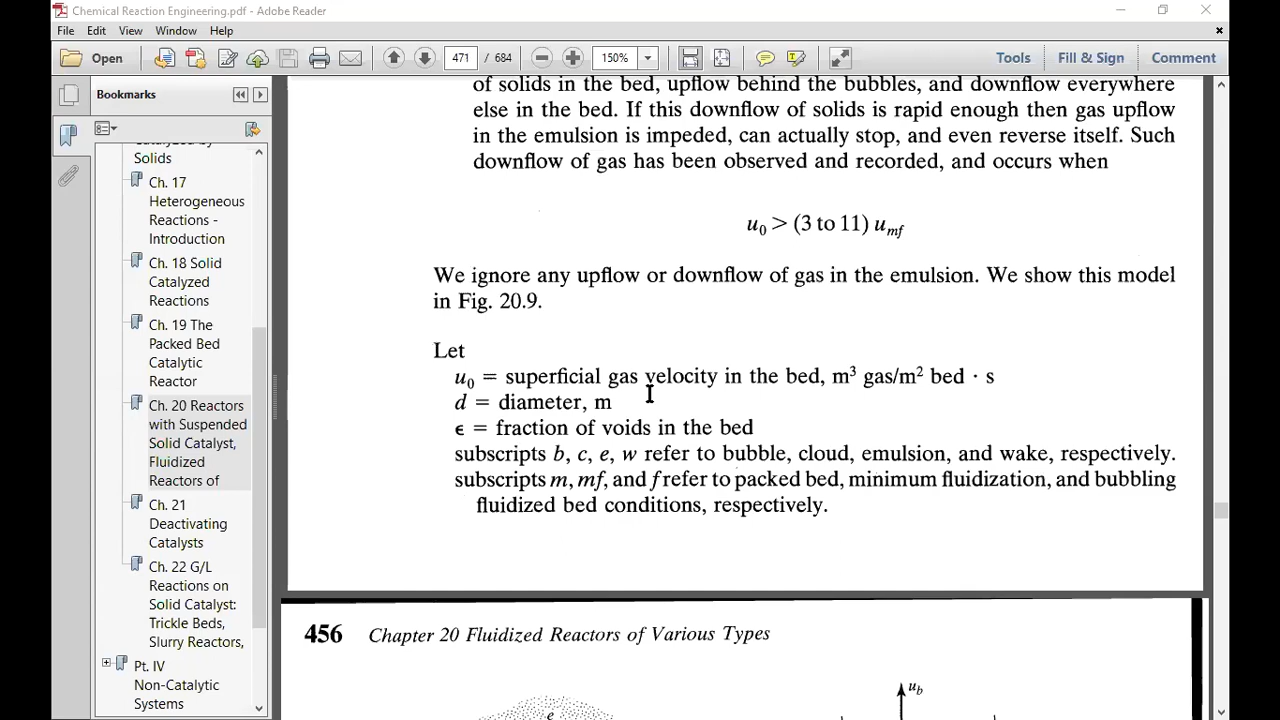 Chemical Reaction Engineering.pdf - Adobe Reader
File Edit View Window Help
Open 471 / 684 150% Tools Fill & Sign Comment
Bookmarks
Solids
Ch. 17
Heterogeneous
Reactions -
Introduction
Ch. 18 Solid
Catalyzed
Reactions
Ch. 19 The
Packed Bed
Catalytic
Reactor
Ch. 20 Reactors
with Suspended
Solid Catalyst,
Fluidized
Reactors of
Ch. 21
Deactivating
Catalysts
Ch. 22 G/L
Reactions on
Solid Catalyst:
Trickle Beds,
Slurry Reactors,
Pt. IV
Non-Catalytic
Systems
of solids in the bed, upflow behind the bubbles, and downflow everywhere
else in the bed. If this downflow of solids is rapid enough then gas upflow
in the emulsion is impeded, can actually stop, and even reverse itself. Such
downflow of gas has been observed and recorded, and occurs when
u₀ > (3 to 11) u_mf
We ignore any upflow or downflow of gas in the emulsion. We show this model
in Fig. 20.9.
Let
u₀ = superficial gas velocity in the bed, m³ gas/m² bed · s
d = diameter, m
ϵ = fraction of voids in the bed
subscripts b, c, e, w refer to bubble, cloud, emulsion, and wake, respectively.
subscripts m, mf, and f refer to packed bed, minimum fluidization, and bubbling
fluidized bed conditions, respectively.
456 Chapter 20 Fluidized Reactors of Various Types
u_b
e